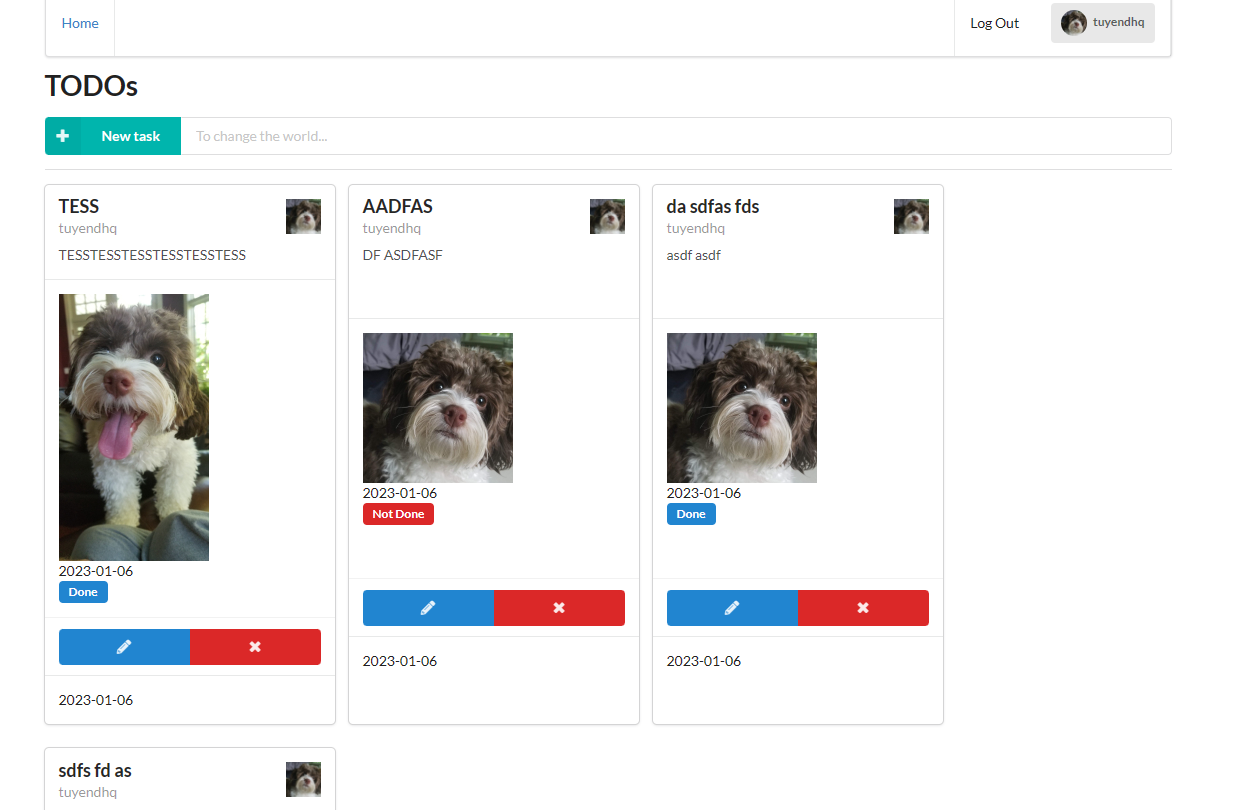 Home
Log Out
tuyendhq
TODOs
New task
To change the world...
TESS
tuyendhq
TESSTESSTESSTESSTESSTESS
2023-01-06
Done
2023-01-06
AADFAS
tuyendhq
DF ASDFASF
2023-01-06
Not Done
2023-01-06
da sdfas fds
tuyendhq
asdf asdf
2023-01-06
Done
2023-01-06
sdfs fd as
tuyendhq